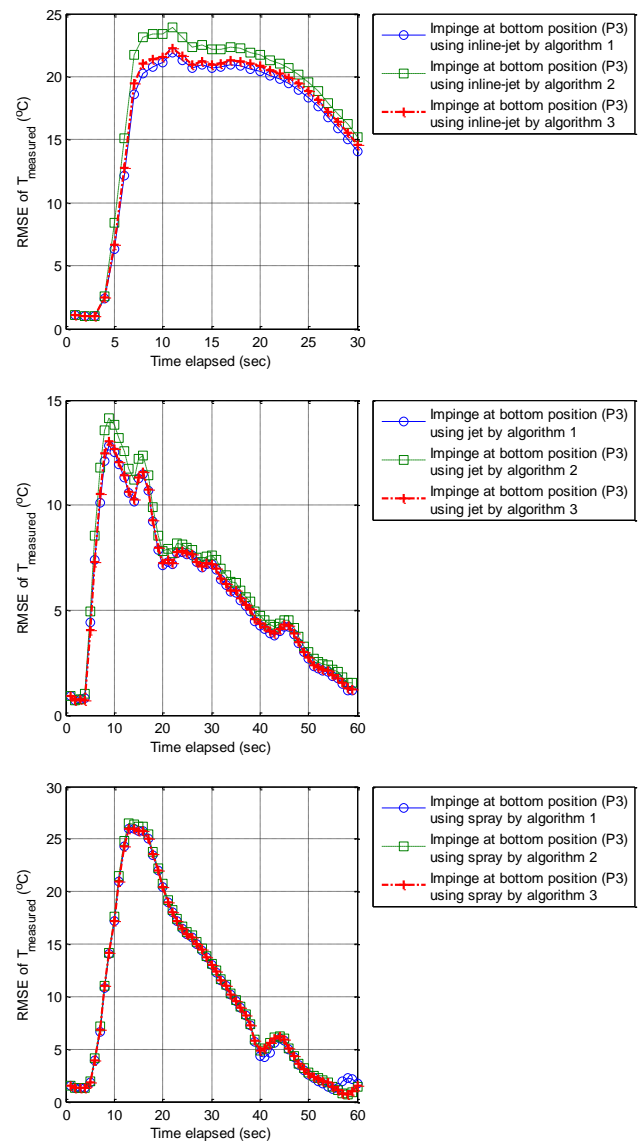 25
20
15
10
5
0
RMSE of T_measured (°C)
0 5 10 15 20 25 30
Time elapsed (sec)
Impinge at bottom position (P3)
using inline-jet by algorithm 1
Impinge at bottom position (P3)
using inline-jet by algorithm 2
Impinge at bottom position (P3)
using inline-jet by algorithm 3
15
10
5
0
RMSE of T_measured (°C)
0 10 20 30 40 50 60
Time elapsed (sec)
Impinge at bottom position (P3)
using jet by algorithm 1
Impinge at bottom position (P3)
using jet by algorithm 2
Impinge at bottom position (P3)
using jet by algorithm 3
30
25
20
15
10
5
0
RMSE of T_measured (°C)
0 10 20 30 40 50 60
Time elapsed (sec)
Impinge at bottom position (P3)
using spray by algorithm 1
Impinge at bottom position (P3)
using spray by algorithm 2
Impinge at bottom position (P3)
using spray by algorithm 3